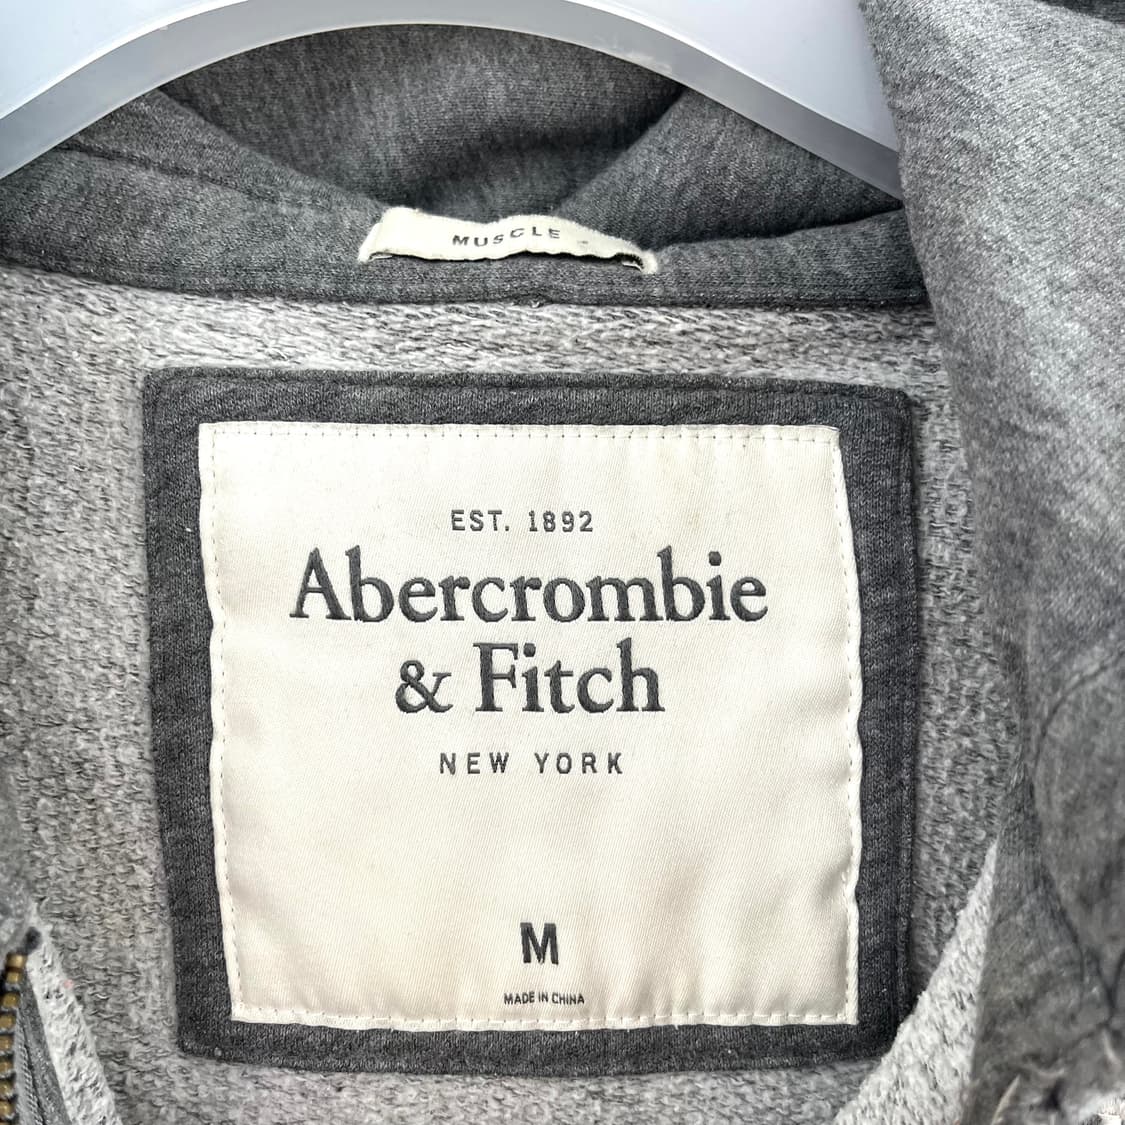 MUSCLE
EST. 1892
Abercrombie
& Fitch
NEW YORK
M
MADE IN CHINA